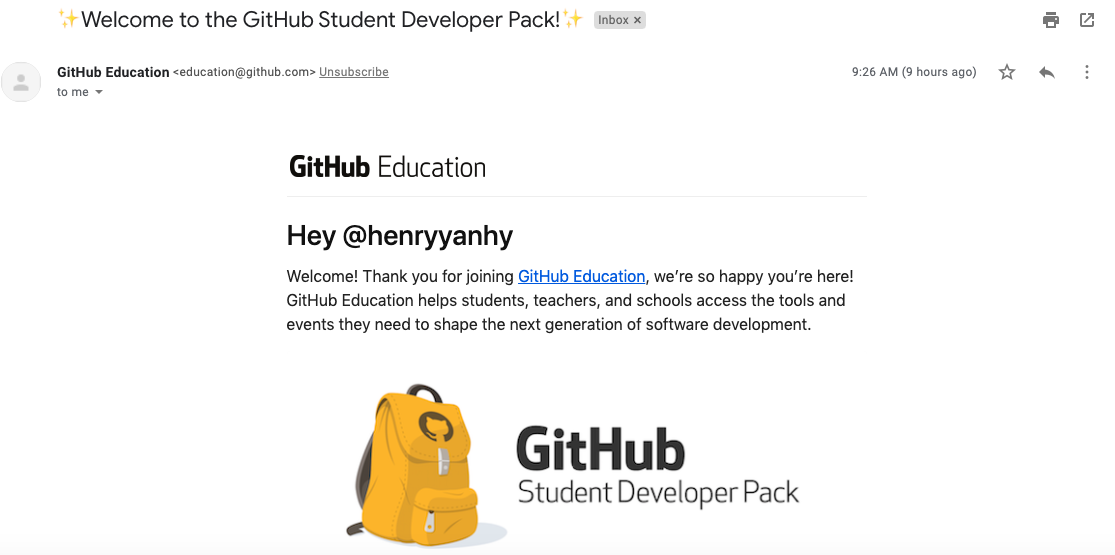 ✨Welcome to the GitHub Student Developer Pack!✨ Inbox ×
GitHub Education <education@github.com> Unsubscribe 9:26 AM (9 hours ago)
to me
GitHub Education
Hey @henryyanhy
Welcome! Thank you for joining GitHub Education, we’re so happy you’re here!
GitHub Education helps students, teachers, and schools access the tools and
events they need to shape the next generation of software development.
GitHub
Student Developer Pack